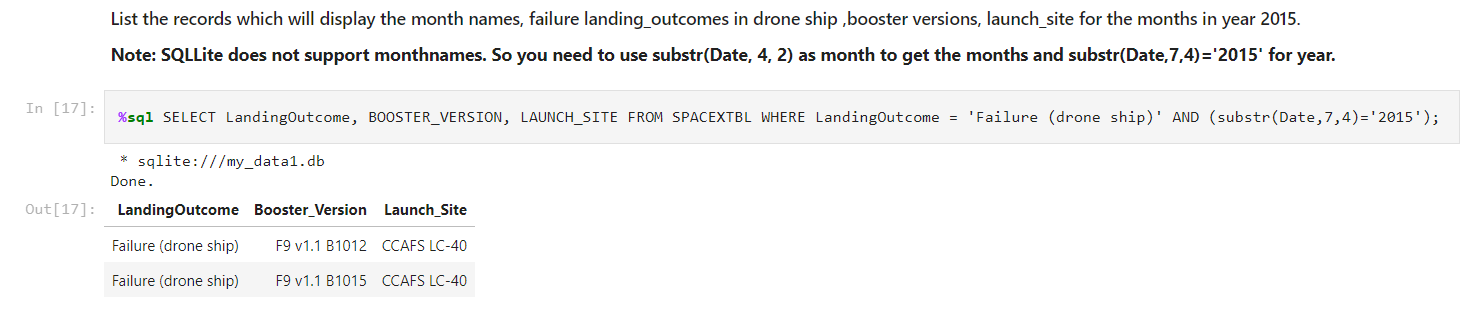 List the records which will display the month names, failure landing_outcomes in drone ship ,booster versions, launch_site for the months in year 2015.
Note: SQLLite does not support monthnames. So you need to use substr(Date, 4, 2) as month to get the months and substr(Date,7,4)='2015' for year.
In [17]: %sql SELECT LandingOutcome, BOOSTER_VERSION, LAUNCH_SITE FROM SPACEXTBL WHERE LandingOutcome = 'Failure (drone ship)' AND (substr(Date,7,4)='2015');
* sqlite:///my_data1.db
Done.
Out[17]: LandingOutcome Booster_Version Launch_Site
Failure (drone ship) F9 v1.1 B1012 CCAFS LC-40
Failure (drone ship) F9 v1.1 B1015 CCAFS LC-40